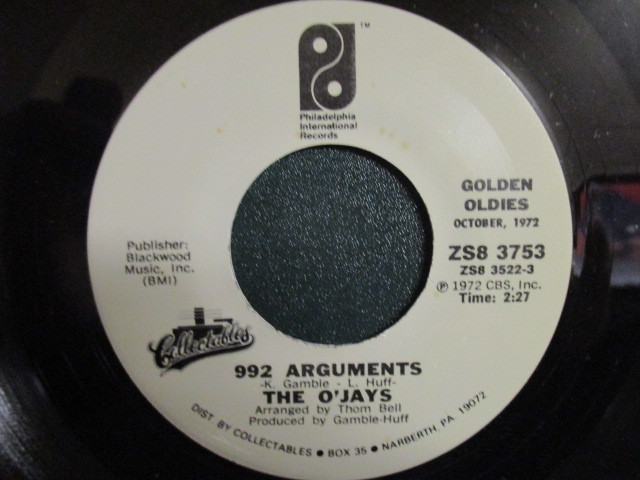 TM
Philadelphia
International
Records
GOLDEN
OLDIES
OCTOBER, 1972
Publisher:
Blackwood
Music, Inc.
(BMI)
ZS8 3753
ZS8 3522-3
℗ 1972 CBS, Inc.
Time: 2:27
Collectables
992 ARGUMENTS
-K. Gamble - L. Huff-
THE O'JAYS
Arranged by Thom Bell
Produced by Gamble-Huff
DIST. BY COLLECTABLES • BOX 35 • NARBERTH, PA 19072